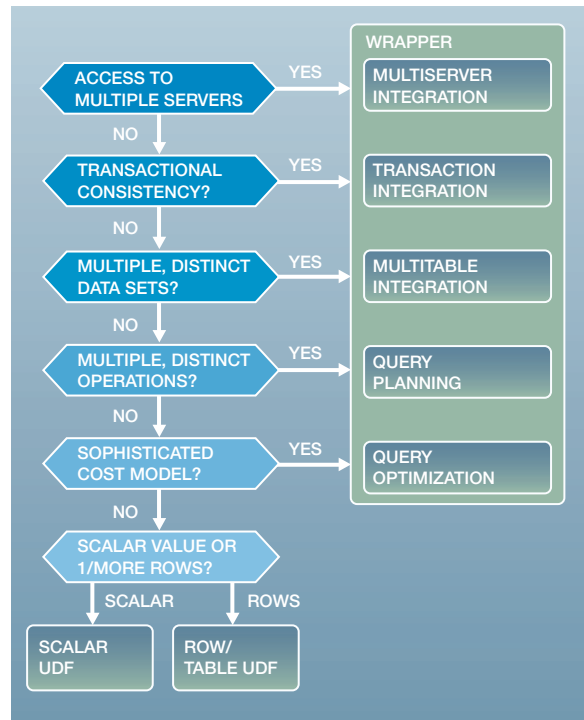 WRAPPER
ACCESS TO
MULTIPLE SERVERS
YES
MULTISERVER
INTEGRATION
NO
TRANSACTIONAL
CONSISTENCY?
YES
TRANSACTION
INTEGRATION
NO
MULTIPLE, DISTINCT
DATA SETS?
YES
MULTITABLE
INTEGRATION
NO
MULTIPLE, DISTINCT
OPERATIONS?
YES
QUERY
PLANNING
NO
SOPHISTICATED
COST MODEL?
YES
QUERY
OPTIMIZATION
NO
SCALAR VALUE OR
1/MORE ROWS?
SCALAR
ROWS
SCALAR
UDF
ROW/
TABLE UDF